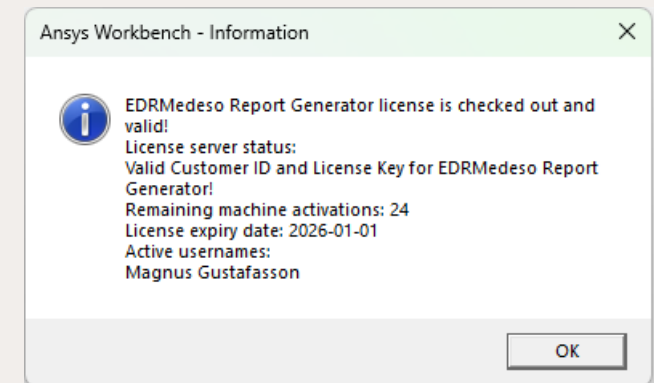 Ansys Workbench - Information
EDRMedeso Report Generator license is checked out and
valid!
License server status:
Valid Customer ID and License Key for EDRMedeso Report
Generator!
Remaining machine activations: 24
License expiry date: 2026-01-01
Active usernames:
Magnus Gustafasson
OK